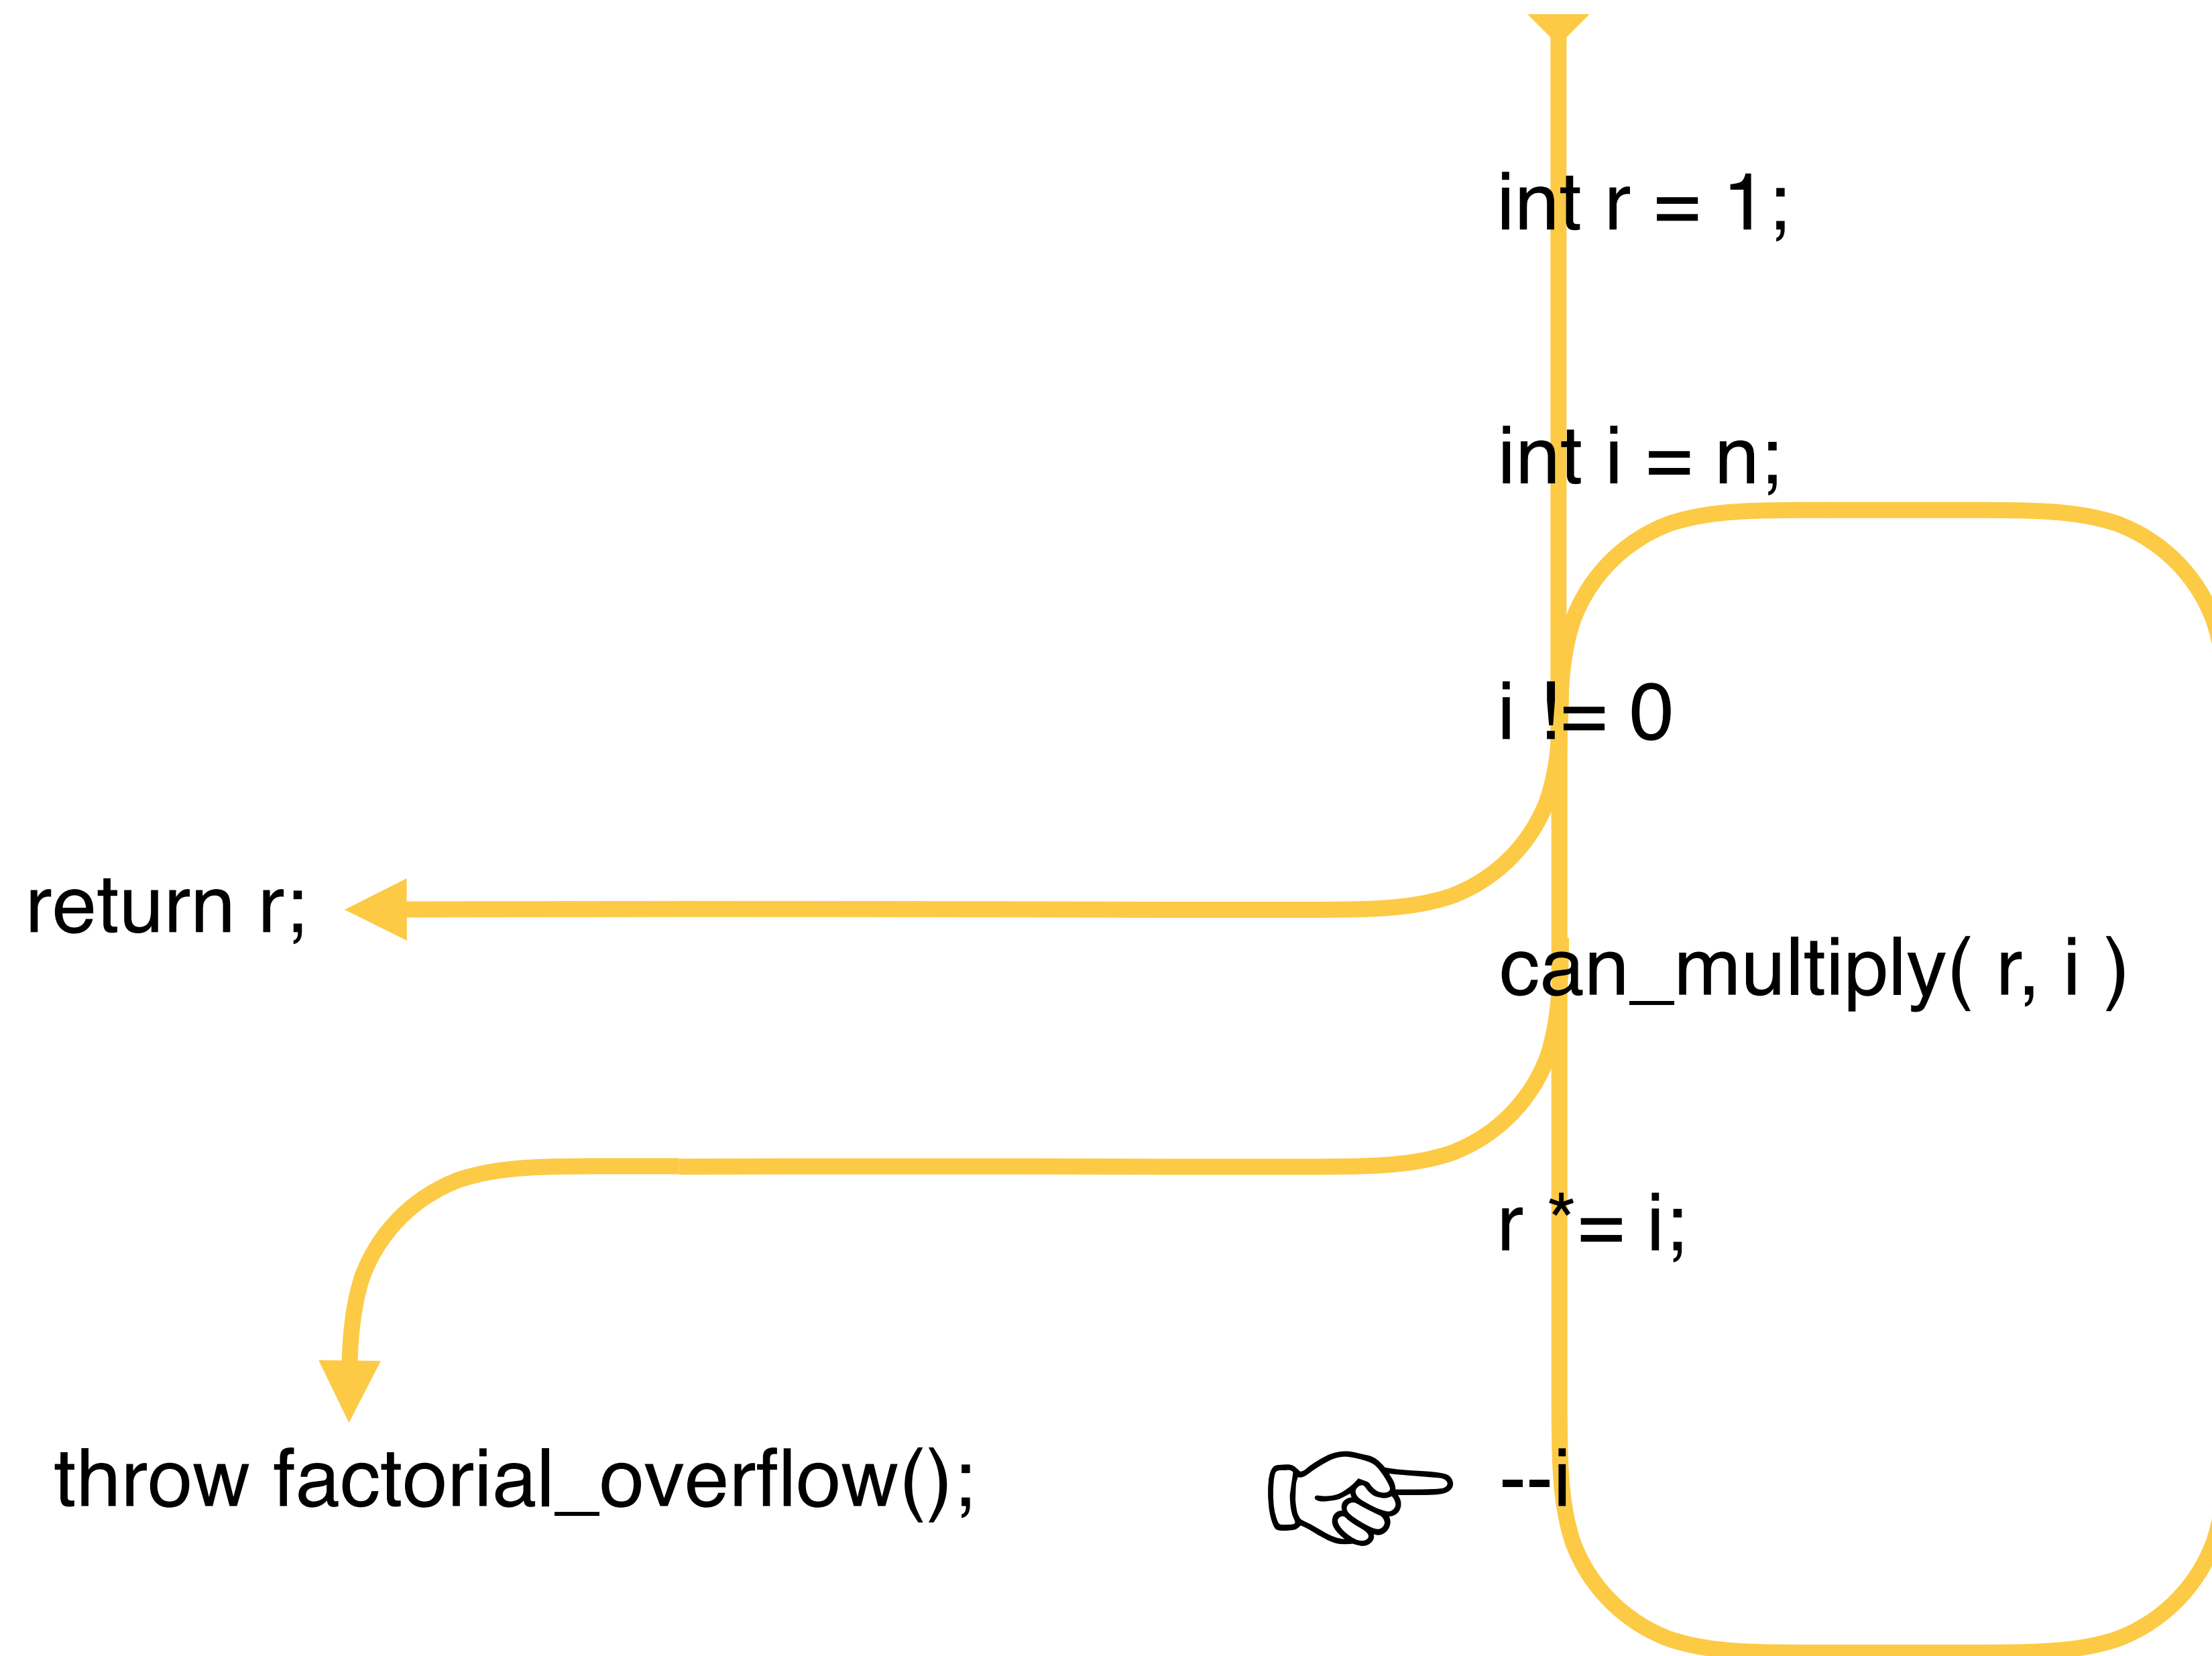 int r = 1;
int i = n;
i != 0
return r;
can_multiply( r, i )
r *= i;
throw factorial_overflow();
--i